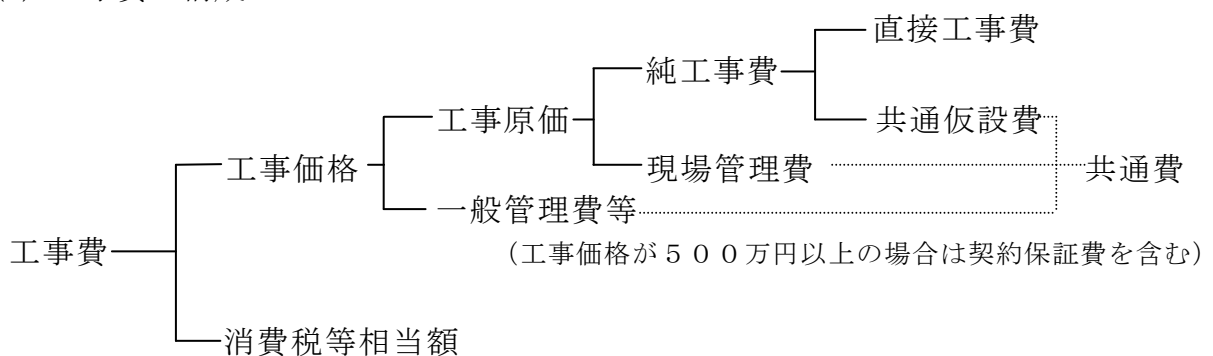 直接工事費
純工事費
工事原価
共通仮設費
工事価格
現場管理費
共通費
一般管理費等
工事費
（工事価格が５００万円以上の場合は契約保証費を含む）
消費税等相当額